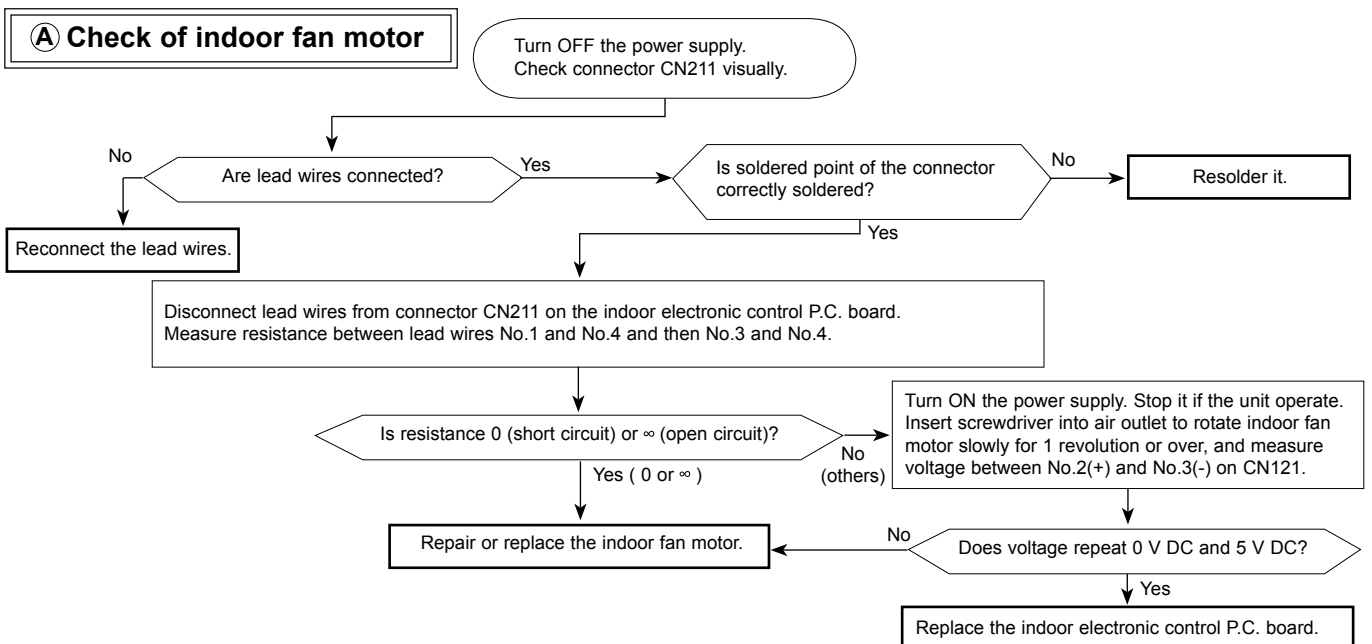 Ⓐ Check of indoor fan motor
Turn OFF the power supply.
Check connector CN211 visually.
No
Are lead wires connected?
Yes
Is soldered point of the connector
correctly soldered?
No
Resolder it.
Reconnect the lead wires.
Yes
Disconnect lead wires from connector CN211 on the indoor electronic control P.C. board.
Measure resistance between lead wires No.1 and No.4 and then No.3 and No.4.
Is resistance 0 (short circuit) or ∞ (open circuit)?
No
(others)
Turn ON the power supply. Stop it if the unit operate.
Insert screwdriver into air outlet to rotate indoor fan
motor slowly for 1 revolution or over, and measure
voltage between No.2(+) and No.3(-) on CN121.
Yes ( 0 or ∞ )
Repair or replace the indoor fan motor.
No
Does voltage repeat 0 V DC and 5 V DC?
Yes
Replace the indoor electronic control P.C. board.